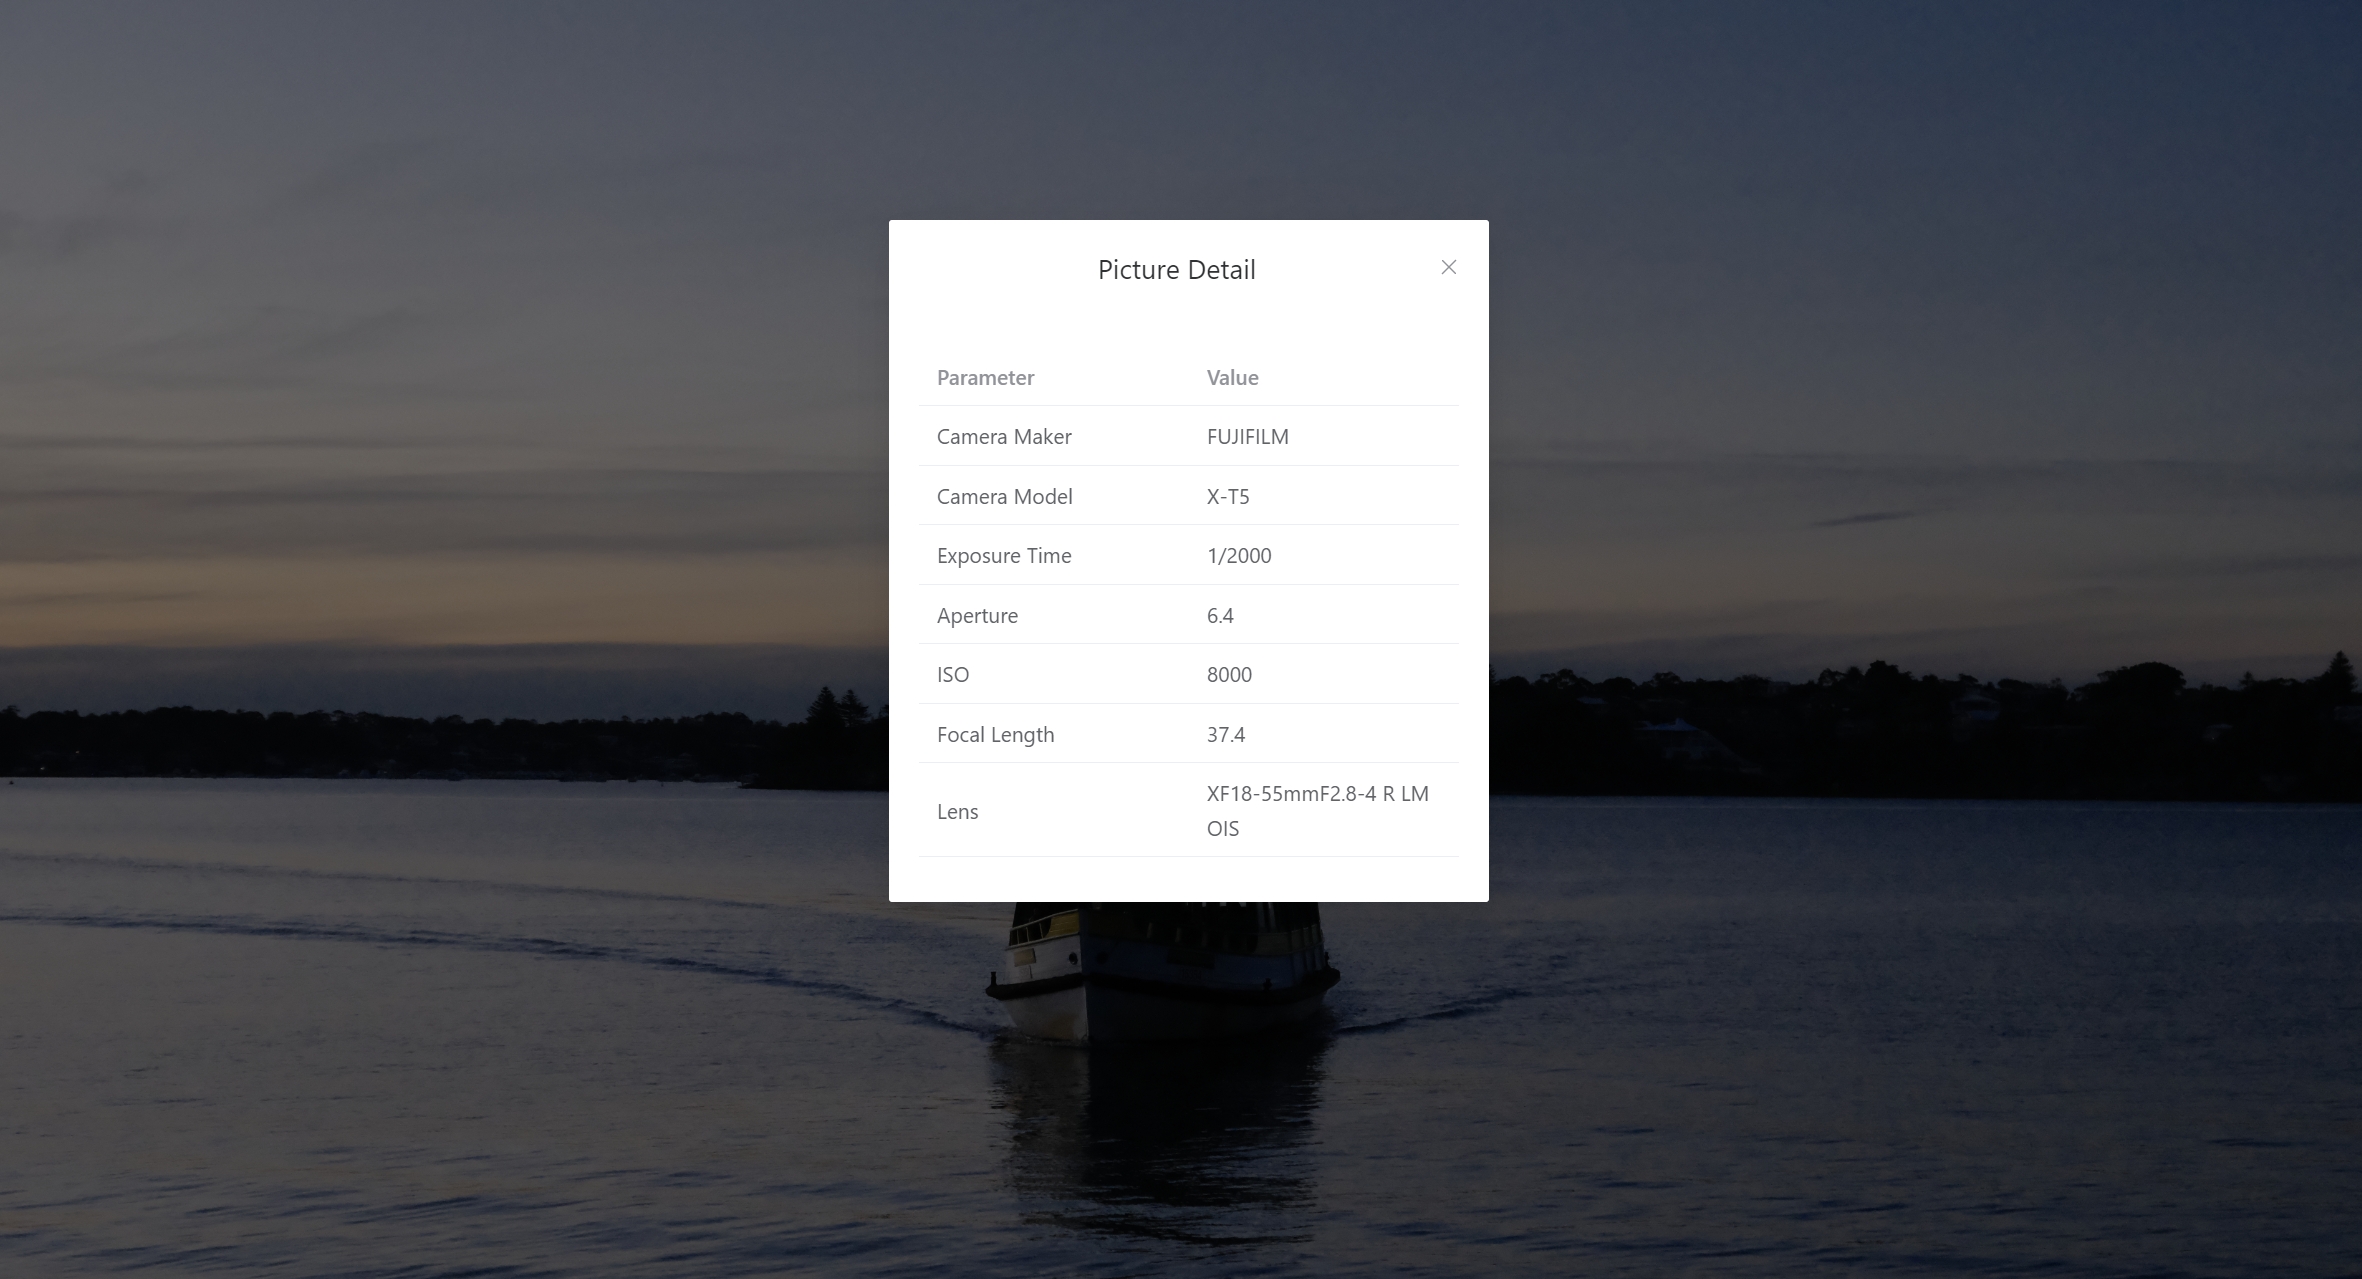 Picture Detail
Parameter Value
Camera Maker FUJIFILM
Camera Model X-T5
Exposure Time 1/2000
Aperture 6.4
ISO 8000
Focal Length 37.4
Lens XF18-55mmF2.8-4 R LM
OIS